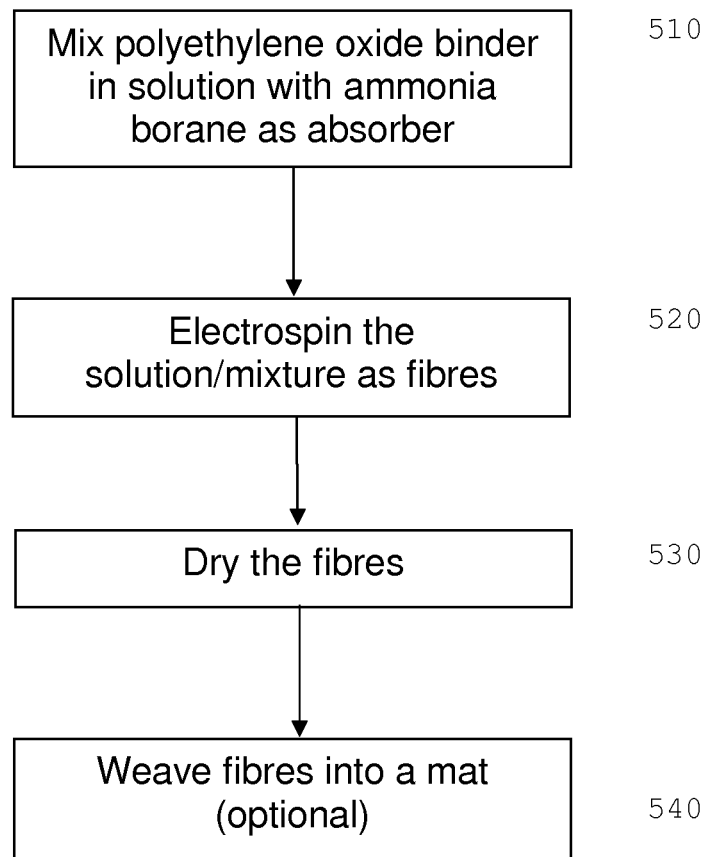 Mix polyethylene oxide binder
in solution with ammonia
borane as absorber
510
Electrospin the
solution/mixture as fibres
520
Dry the fibres
530
Weave fibres into a mat
(optional)
540